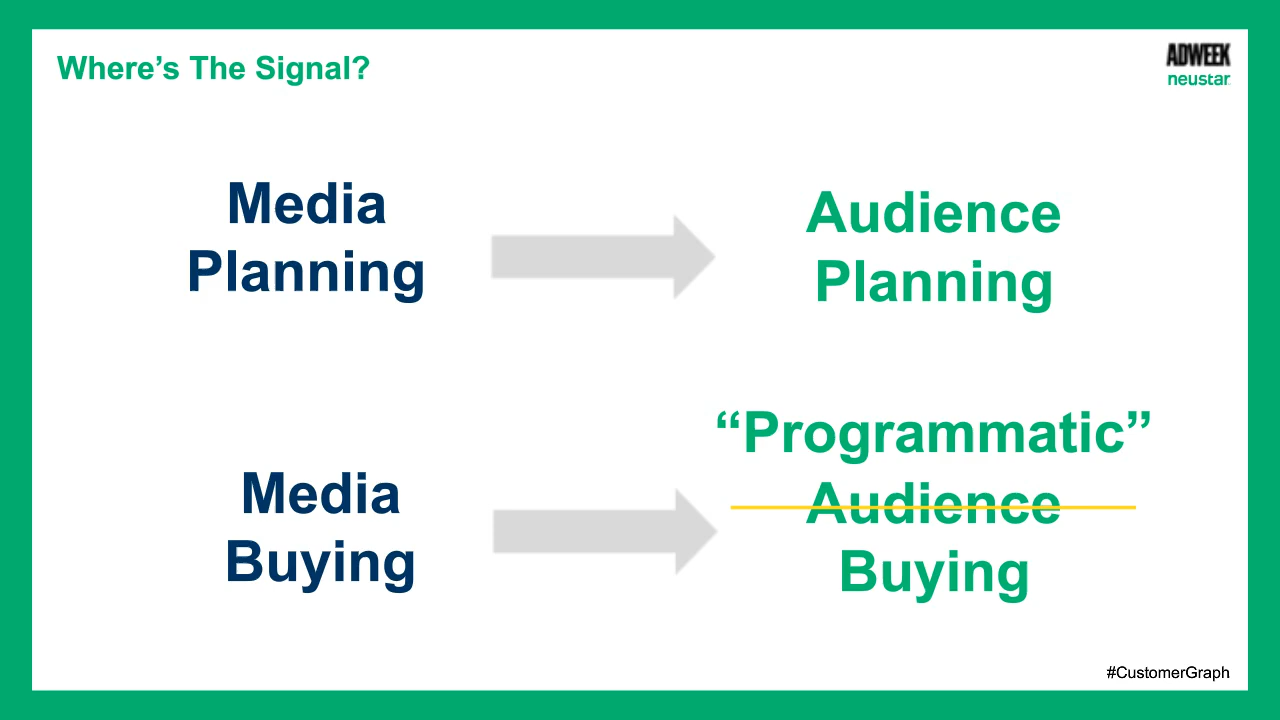 Where’s The Signal?
ADWEEK
neustar
Media
Planning
Audience
Planning
Media
Buying
“Programmatic”
Audience
Buying
#CustomerGraph